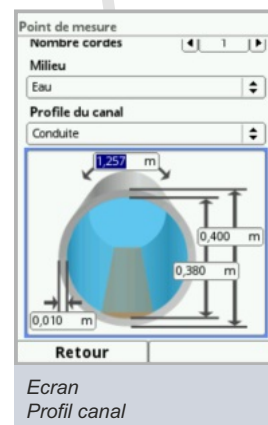 Point de mesure
Nombre cordes 1
Milieu
Eau
Profile du canal
Conduite
1,257 m
0,400 m
0,380 m
0,010 m
Retour
Ecran
Profil canal